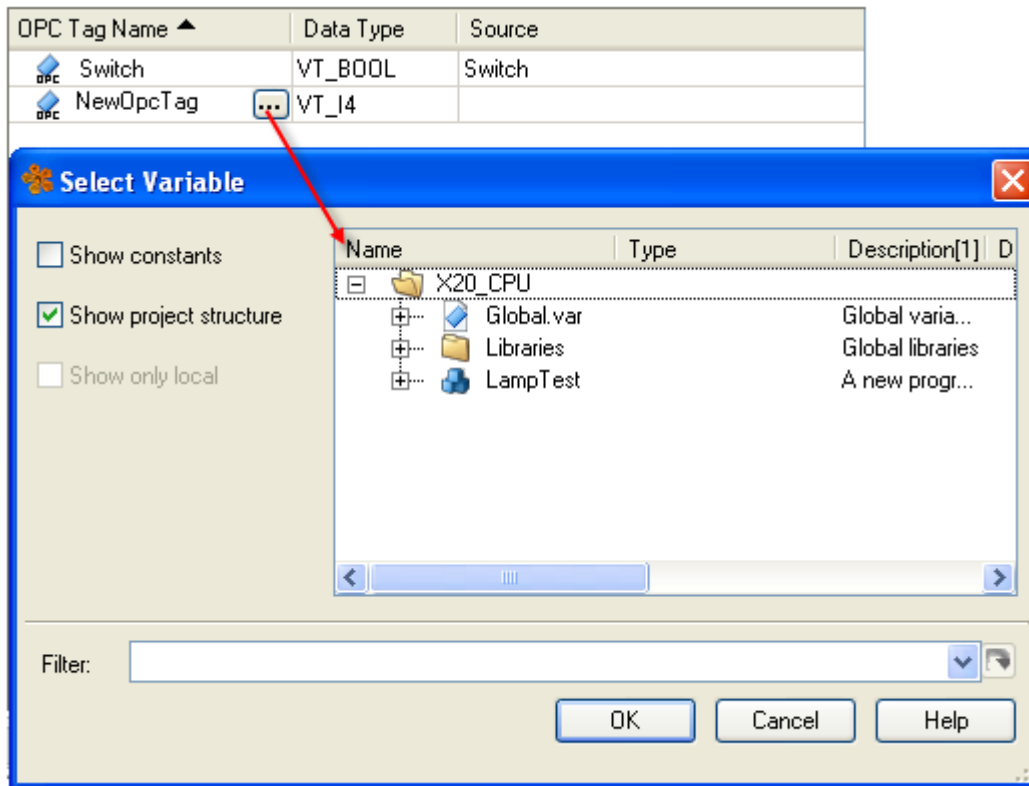 OPC Tag Name Data Type Source
OPC Switch VT_BOOL Switch
OPC NewOpcTag ... VT_I4
Select Variable
Show constants
Show project structure
Show only local
Name Type Description[1] D
X20_CPU
Global.var Global varia...
Libraries Global libraries
LampTest A new progr...
Filter:
OK Cancel Help